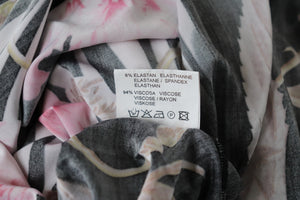 6% ELASTAN / ELASTHANNE
ELASTANE / SPANDEX
ELASTHAN
94% VISCOSA / VISCOSE
VISCOSE / RAYON
VISKOSE